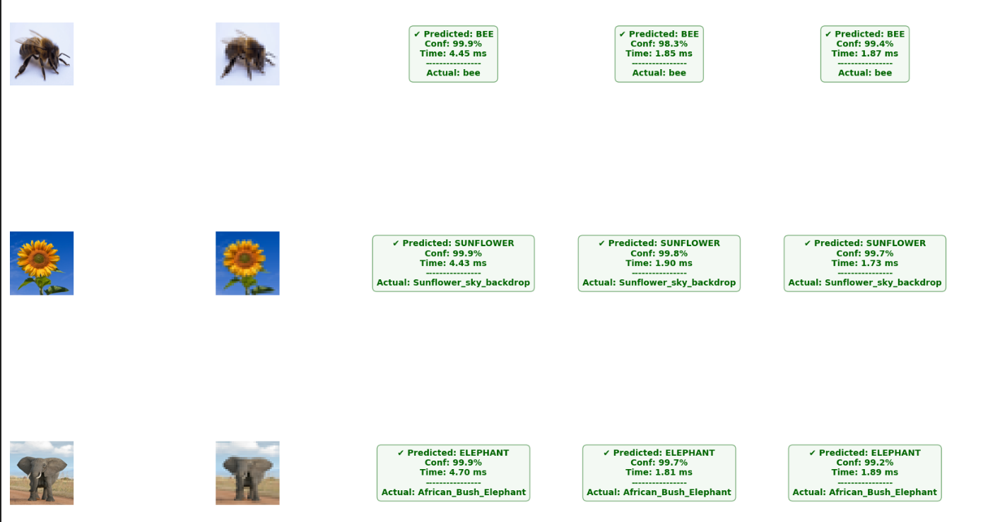 ✔ Predicted: BEE
Conf: 99.9%
Time: 4.45 ms
----------------
Actual: bee
✔ Predicted: BEE
Conf: 98.3%
Time: 1.85 ms
----------------
Actual: bee
✔ Predicted: BEE
Conf: 99.4%
Time: 1.87 ms
----------------
Actual: bee
✔ Predicted: SUNFLOWER
Conf: 99.9%
Time: 4.43 ms
----------------
Actual: Sunflower_sky_backdrop
✔ Predicted: SUNFLOWER
Conf: 99.8%
Time: 1.90 ms
----------------
Actual: Sunflower_sky_backdrop
✔ Predicted: SUNFLOWER
Conf: 99.7%
Time: 1.73 ms
----------------
Actual: Sunflower_sky_backdrop
✔ Predicted: ELEPHANT
Conf: 99.9%
Time: 4.70 ms
----------------
Actual: African_Bush_Elephant
✔ Predicted: ELEPHANT
Conf: 99.7%
Time: 1.81 ms
----------------
Actual: African_Bush_Elephant
✔ Predicted: ELEPHANT
Conf: 99.2%
Time: 1.89 ms
----------------
Actual: African_Bush_Elephant